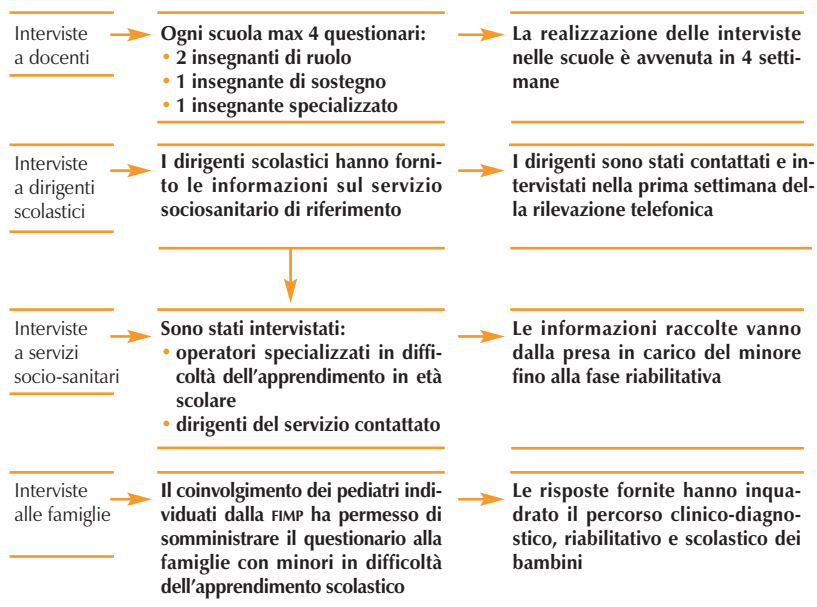 Interviste
a docenti
Ogni scuola max 4 questionari:
• 2 insegnanti di ruolo
• 1 insegnante di sostegno
• 1 insegnante specializzato
La realizzazione delle interviste
nelle scuole è avvenuta in 4 setti-
mane
Interviste
a dirigenti
scolastici
I dirigenti scolastici hanno forni-
to le informazioni sul servizio
sociosanitario di riferimento
I dirigenti sono stati contattati e in-
tervistati nella prima settimana del-
la rilevazione telefonica
Interviste
a servizi
socio-sanitari
Sono stati intervistati:
• operatori specializzati in diffi-
coltà dell'apprendimento in età
scolare
• dirigenti del servizio contattato
Le informazioni raccolte vanno
dalla presa in carico del minore
fino alla fase riabilitativa
Interviste
alle famiglie
Il coinvolgimento dei pediatri indi-
viduati dalla FIMP ha permesso di
somministrare il questionario alla
famiglie con minori in difficoltà
dell'apprendimento scolastico
Le risposte fornite hanno inqua-
drato il percorso clinico-diagno-
stico, riabilitativo e scolastico dei
bambini